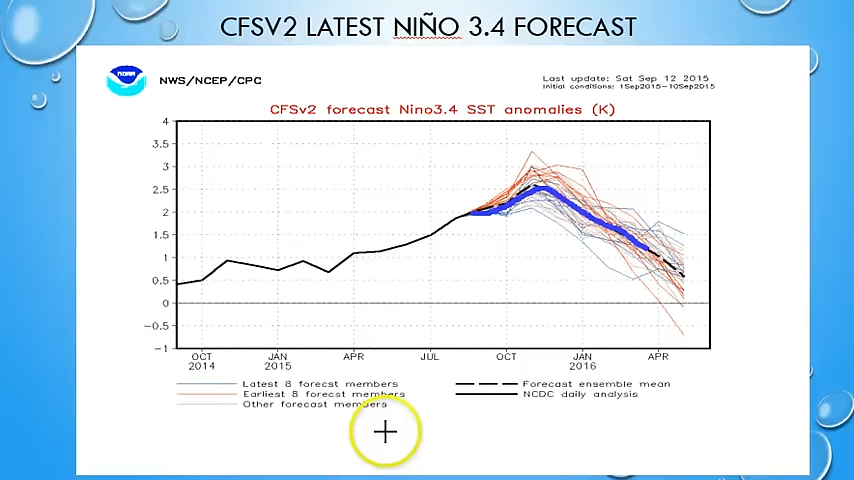 CFSV2 LATEST NIÑO 3.4 FORECAST
NOAA
NWS/NCEP/CPC
Last update: Sat Sep 12 2015
Initial conditions: 1Sep2015-10Sep2015
CFSv2 forecast Nino3.4 SST anomalies (K)
4
3.5
3
2.5
2
1.5
1
0.5
0
-0.5
-1
OCT 2014
JAN 2015
APR
JUL
OCT
JAN 2016
APR
Latest 8 forecst members
Earliest 8 forecst members
Other forecast members
Forecast ensemble mean
NCDC daily analysis